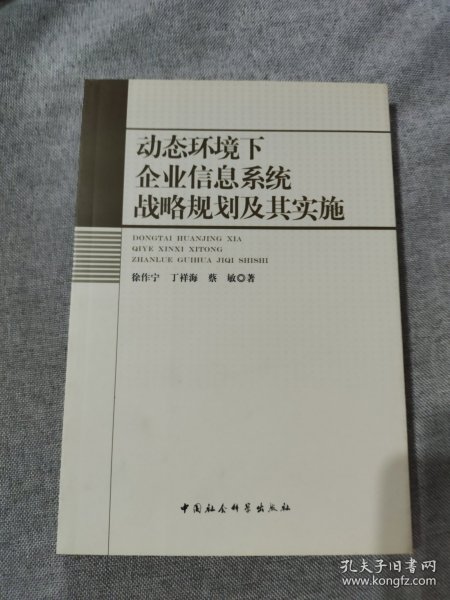 动态环境下
企业信息系统
战略规划及其实施
DONGTAI HUANJING XIA
QIYE XINXI XITONG
ZHANLUE GUIHUA JIQI SHISHI
徐作宁 丁祥海 蔡 敏◎著
中国社会科学出版社
孔夫子旧书网
www.kongfz.com